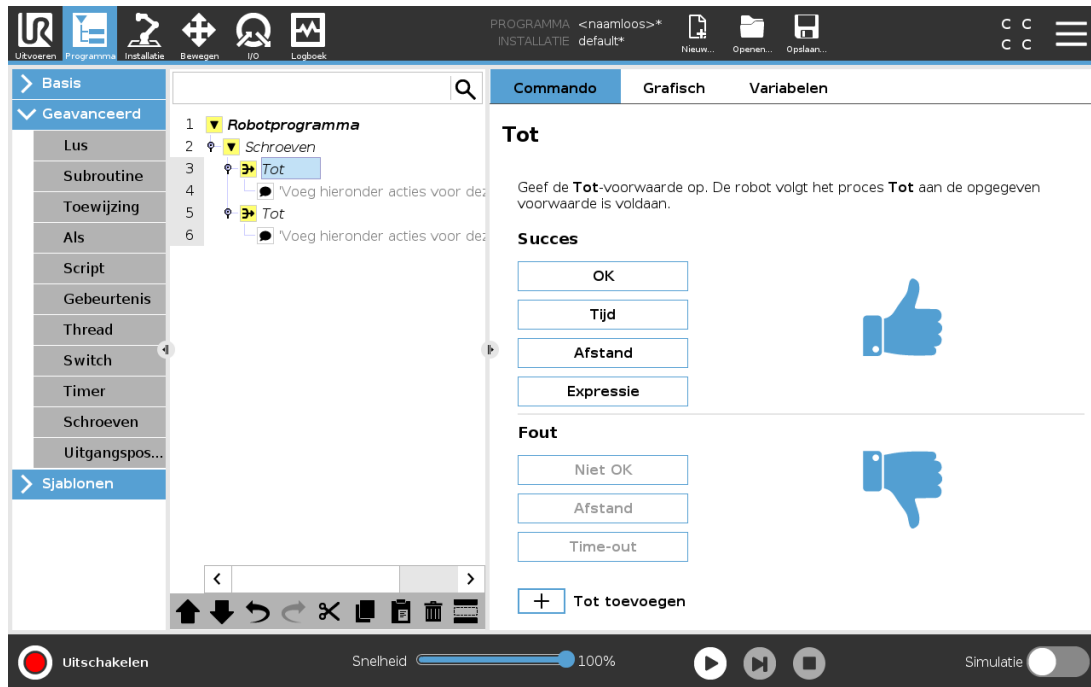 PROGRAMMA <naamloos>*
INSTALLATIE default*
Uitvoeren Programma Installatie Bewegen I/O Logboek Nieuw... Openen... Opslaan...
C C
C C
Basis
Geavanceerd
Lus
Subroutine
Toewijzing
Als
Script
Gebeurtenis
Thread
Switch
Timer
Schroeven
Uitgangspos...
Sjablonen
1 Robotprogramma
2 Schroeven
3 Tot
4 'Voeg hieronder acties voor dez
5 Tot
6 'Voeg hieronder acties voor dez
Commando Grafisch Variabelen
Tot
Geef de Tot-voorwaarde op. De robot volgt het proces Tot aan de opgegeven
voorwaarde is voldaan.
Succes
OK
Tijd
Afstand
Expressie
Fout
Niet OK
Afstand
Time-out
+ Tot toevoegen
Uitschakelen
Snelheid 100%
Simulatie